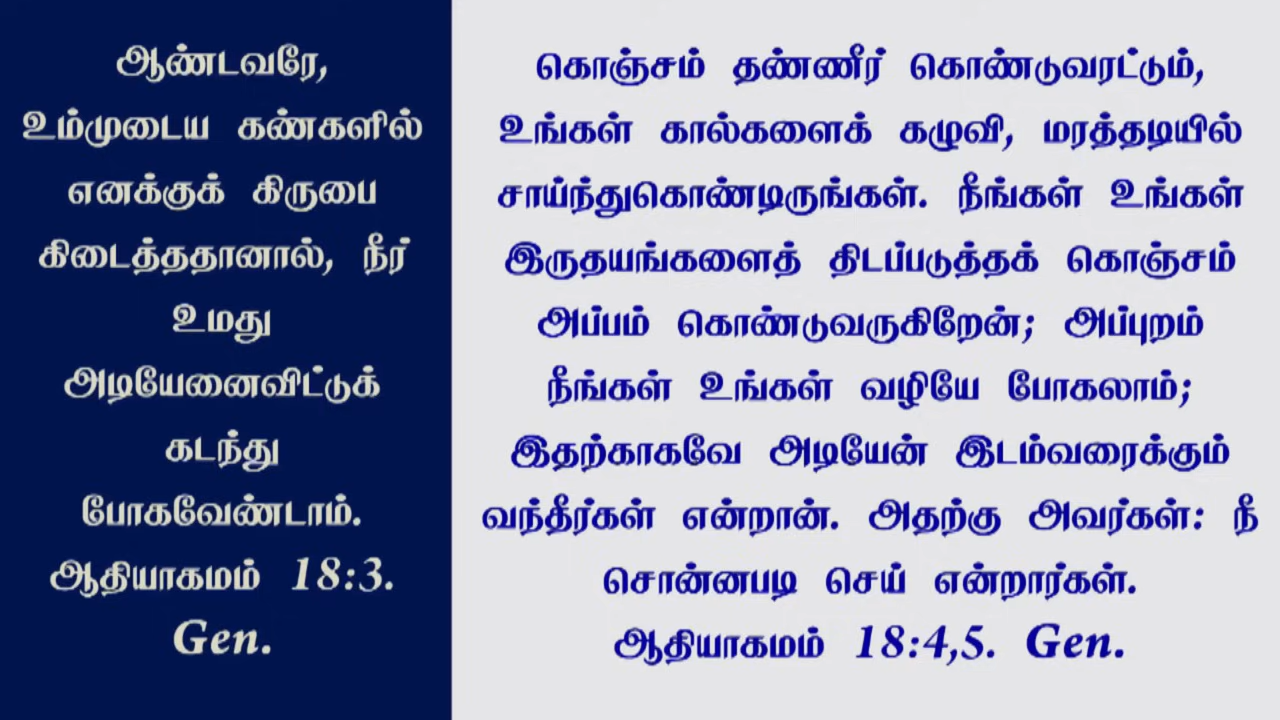 ஆண்டவரே,
உம்முடைய கண்களில்
எனக்குக் கிருபை
கிடைத்ததானால், நீர்
உமது
அடியேனைவிட்டுக்
கடந்து
போகவேண்டாம்.
ஆதியாகமம் 18:3.
Gen.
கொஞ்சம் தண்ணீர் கொண்டுவரட்டும்,
உங்கள் கால்களைக் கழுவி, மரத்தடியில்
சாய்ந்துகொண்டிருங்கள். நீங்கள் உங்கள்
இருதயங்களைத் திடப்படுத்தக் கொஞ்சம்
அப்பம் கொண்டுவருகிறேன்; அப்புறம்
நீங்கள் உங்கள் வழியே போகலாம்;
இதற்காகவே அடியேன் இடம்வரைக்கும்
வந்தீர்கள் என்றான். அதற்கு அவர்கள்: நீ
சொன்னபடி செய் என்றார்கள்.
ஆதியாகமம் 18:4,5. Gen.